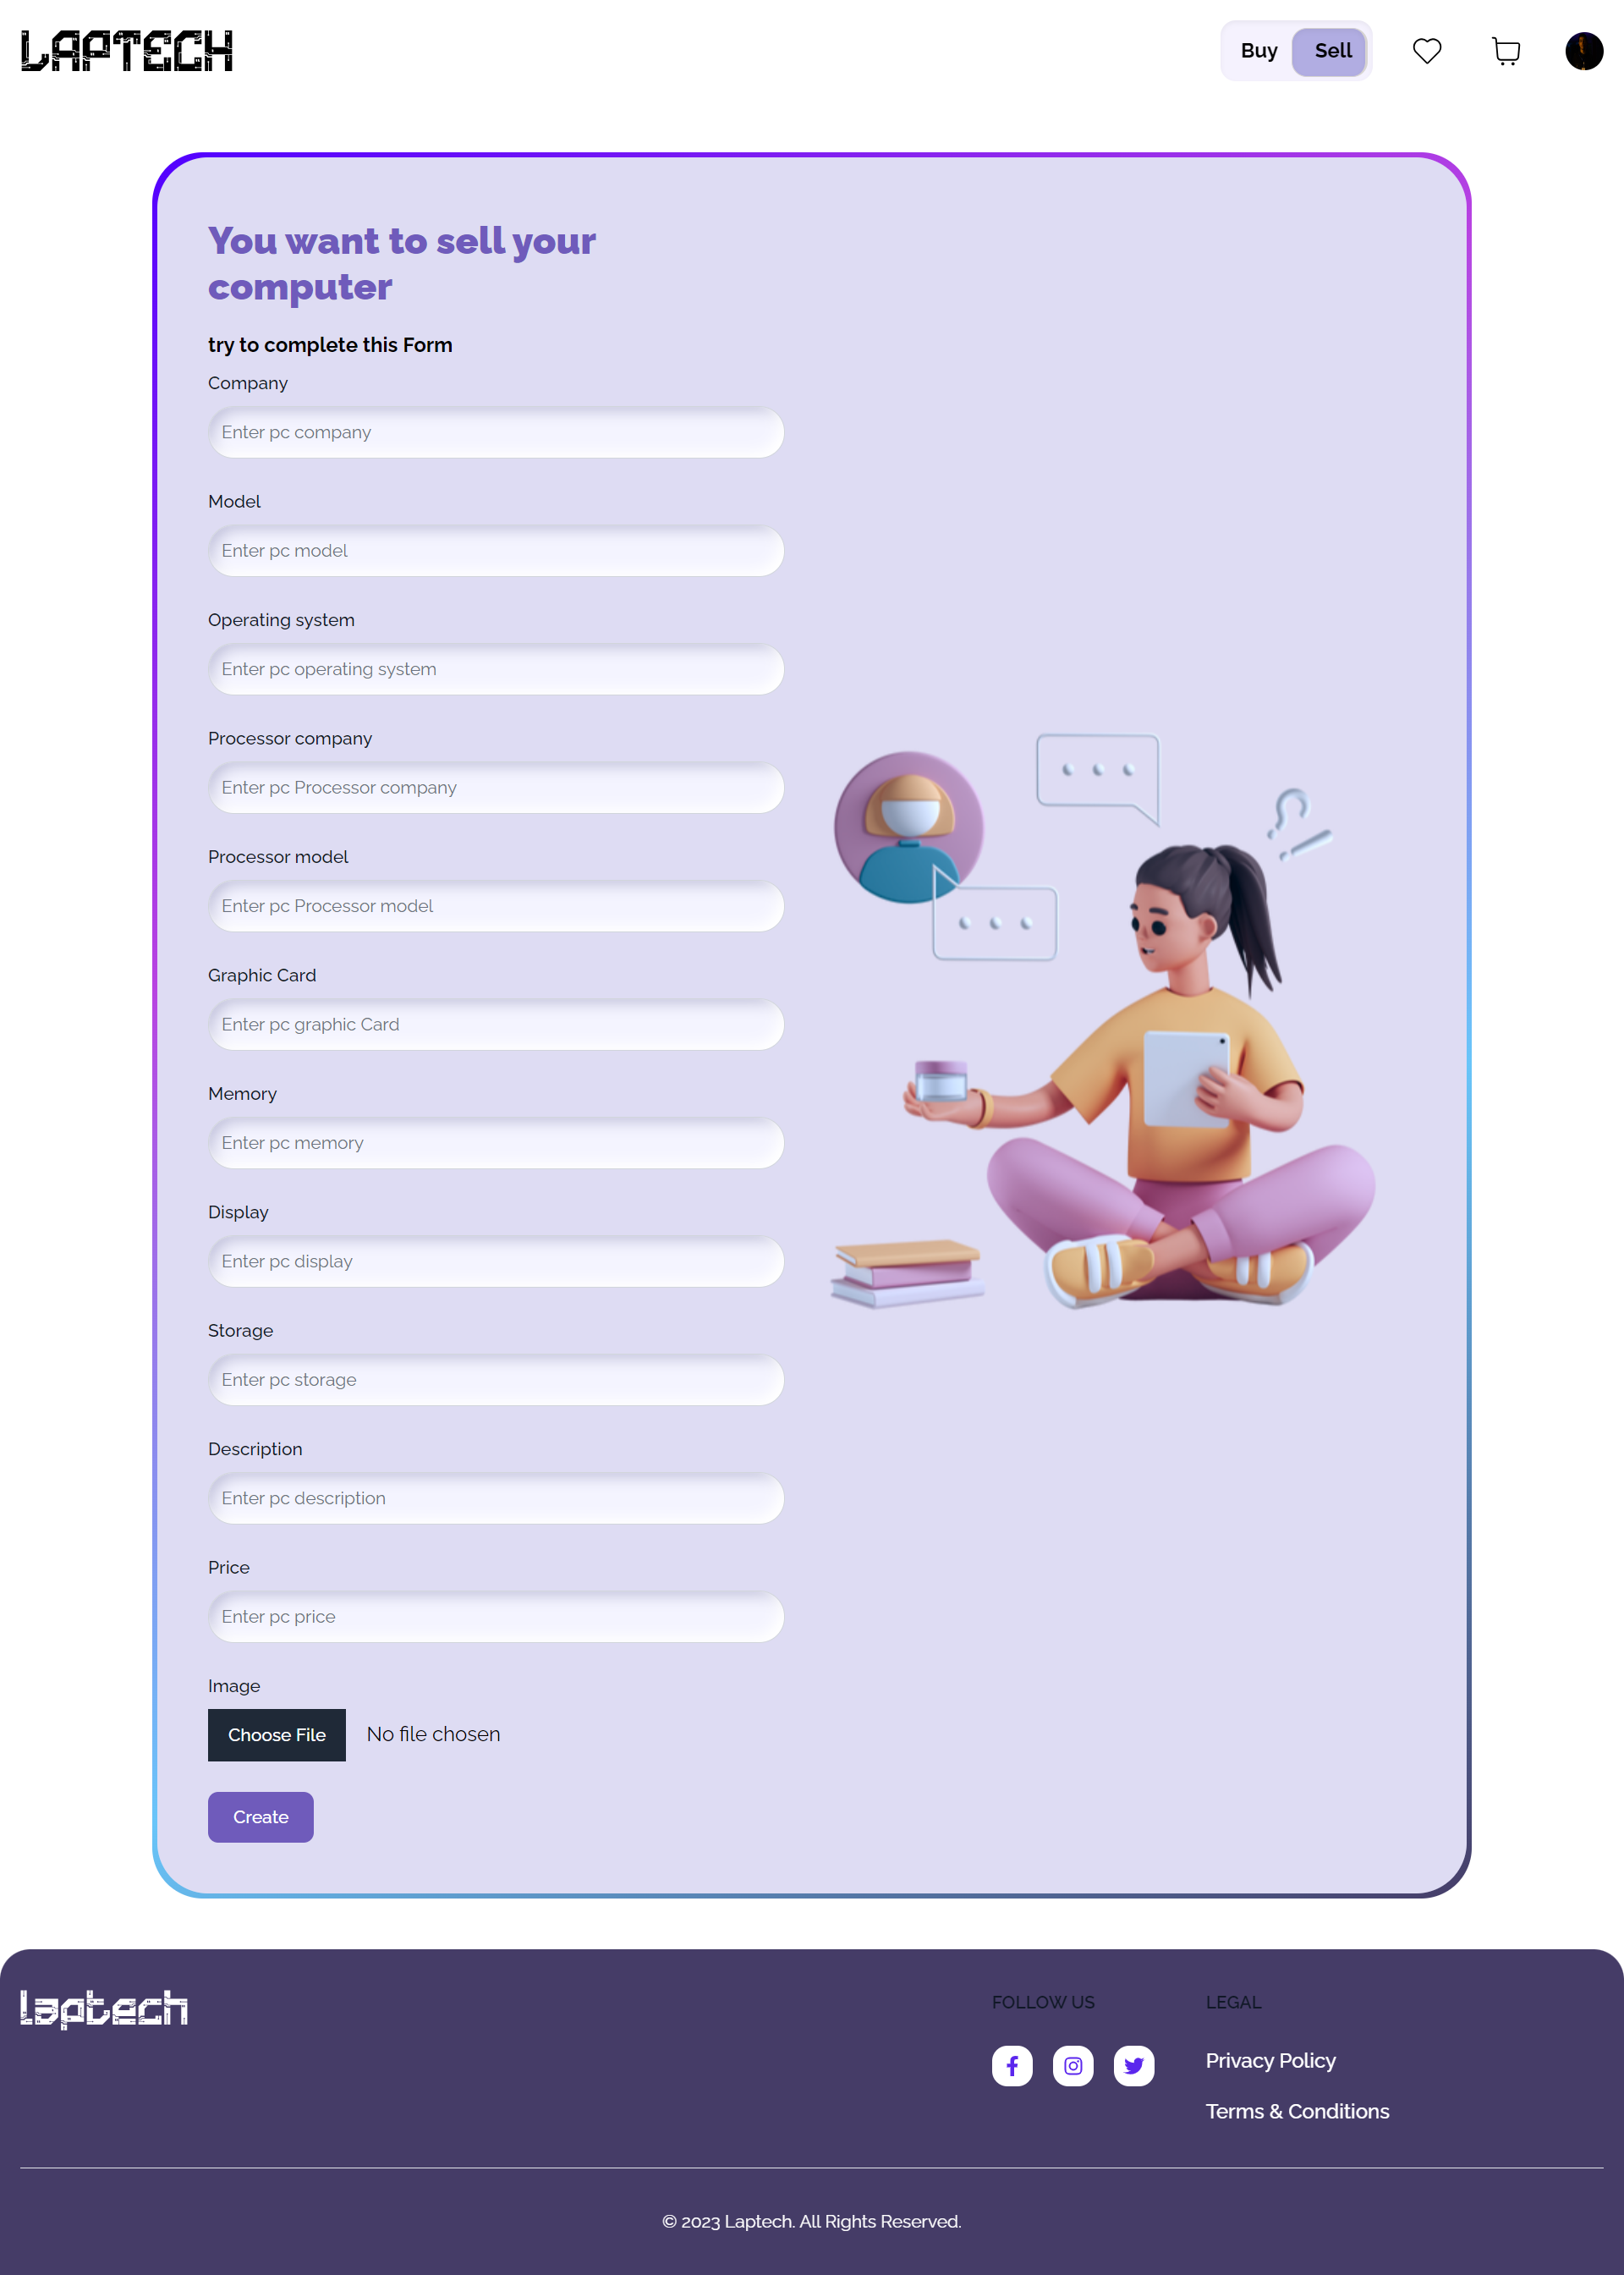 LAPTECH
Buy
Sell
You want to sell your
computer
try to complete this Form
Company
Enter pc company
Model
Enter pc model
Operating system
Enter pc operating system
Processor company
Enter pc Processor company
Processor model
Enter pc Processor model
Graphic Card
Enter pc graphic Card
Memory
Enter pc memory
Display
Enter pc display
Storage
Enter pc storage
Description
Enter pc description
Price
Enter pc price
Image
Choose File No file chosen
Create
laptech
FOLLOW US
LEGAL
Privacy Policy
Terms & Conditions
© 2023 Laptech. All Rights Reserved.